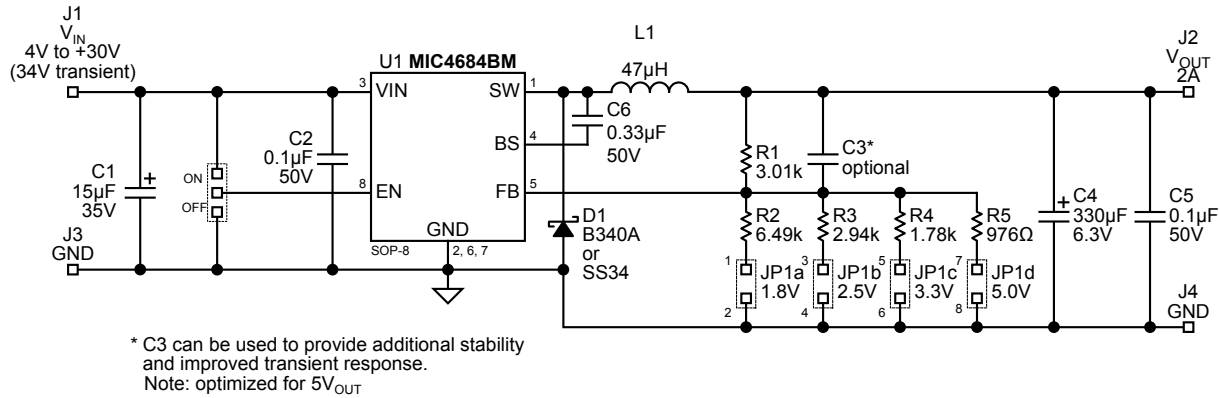 J1
V_IN
4V to +30V
(34V transient)
U1 MIC4684BM
L1
47µH
J2
V_OUT
2A
3
VIN
SW
1
C6
0.33µF
50V
BS
4
C2
0.1µF
50V
C1
+
15µF
35V
ON
OFF
8
EN
FB
5
GND
SOP-8
2, 6, 7
R1
3.01k
C3*
optional
D1
B340A
or
SS34
R2
6.49k
R3
2.94k
R4
1.78k
R5
976Ω
+
C4
330µF
6.3V
C5
0.1µF
50V
J3
GND
1
JP1a
1.8V
2
3
JP1b
2.5V
4
5
JP1c
3.3V
6
7
JP1d
5.0V
8
J4
GND
* C3 can be used to provide additional stability
and improved transient response.
Note: optimized for 5V_OUT